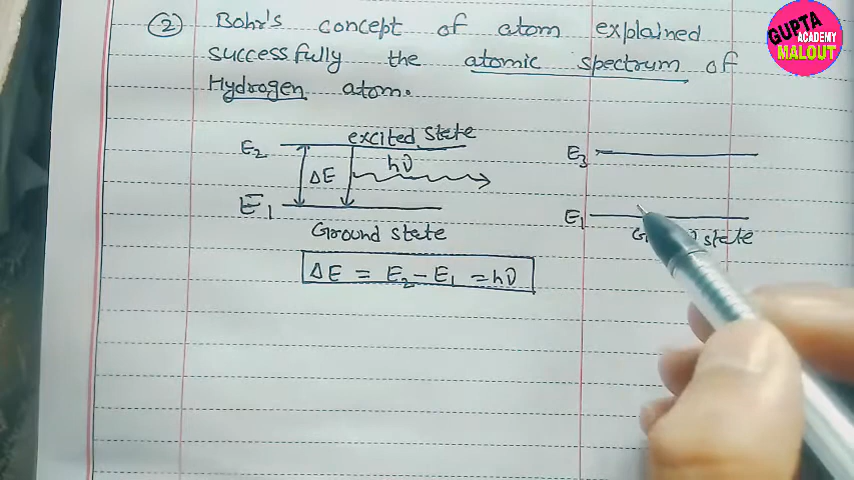 ② Bohr's concept of atom explained
successfully the atomic spectrum of
Hydrogen atom.
E₂ excited state
ΔE hν
E₁
Ground state
ΔE = E₂ - E₁ = hν
E₃
E₁
state
GUPTA
ACADEMY
MALOUT